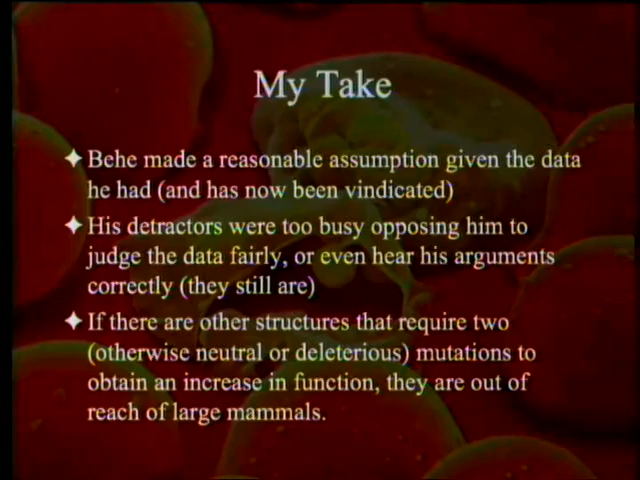 My Take
Behe made a reasonable assumption given the data
he had (and has now been vindicated)
His detractors were too busy opposing him to
judge the data fairly, or even hear his arguments
correctly (they still are)
If there are other structures that require two
(otherwise neutral or deleterious) mutations to
obtain an increase in function, they are out of
reach of large mammals.